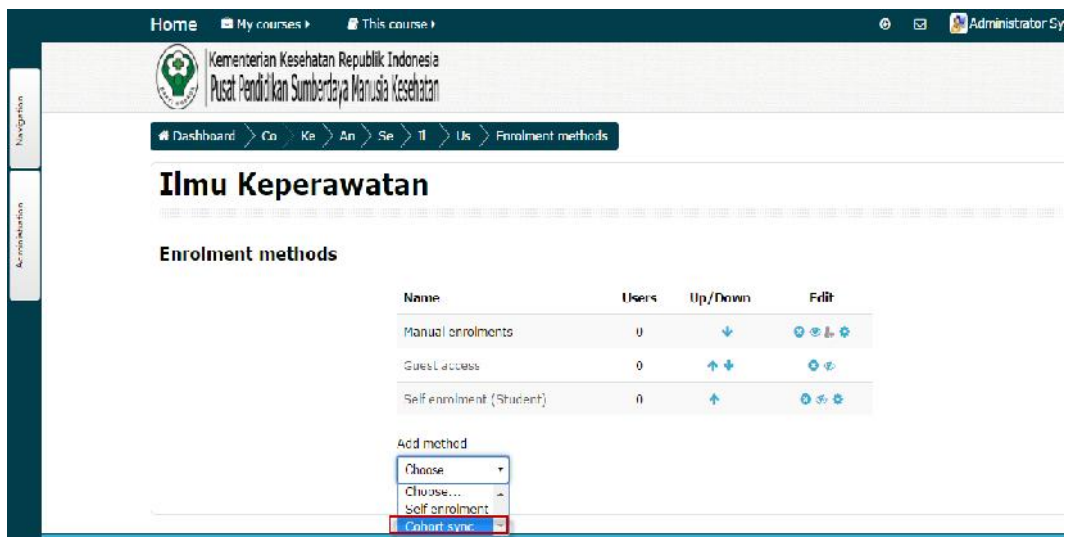 Home My courses This course Administrator Sy
Kementerian Kesehatan Republik Indonesia
Pusat Pendidikan Sumberdaya Manusia Kesehatan
Navigation
Dashboard Co Ke An Se Il Us Enrolment methods
Ilmu Keperawatan
Administration
Enrolment methods
Name Users Up/Down Edit
Manual enrolments 0
Guest access 0
Self enrolment (Student) 0
Add method
Choose
Choose...
Self enrolment
Cohort sync